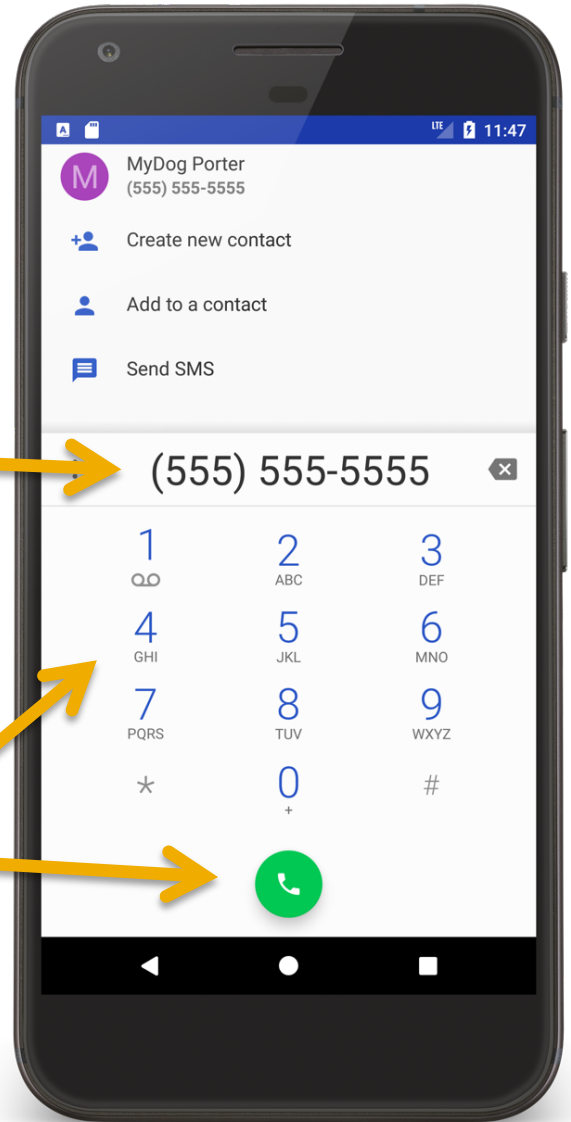 A
LTE
11:47
M
MyDog Porter
(555) 555-5555
Create new contact
Add to a contact
Send SMS
(555) 555-5555
1 2 3
ABC DEF
4 5 6
GHI JKL MNO
7 8 9
PQRS TUV WXYZ
* 0 #
+